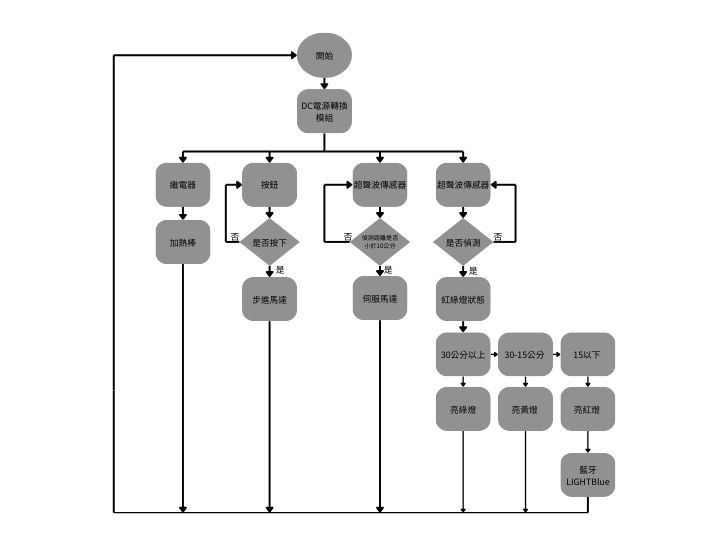 開始
DC電源轉換
模組
繼電器
按鈕
超聲波傳感器
超聲波傳感器
加熱棒
否
是否按下
否
偵測距離是否
小於10公分
是否偵測
否
是
是
是
步進馬達
伺服馬達
紅綠燈狀態
30公分以上
30-15公分
15以下
亮綠燈
亮黃燈
亮紅燈
藍牙
LIGHTBlue